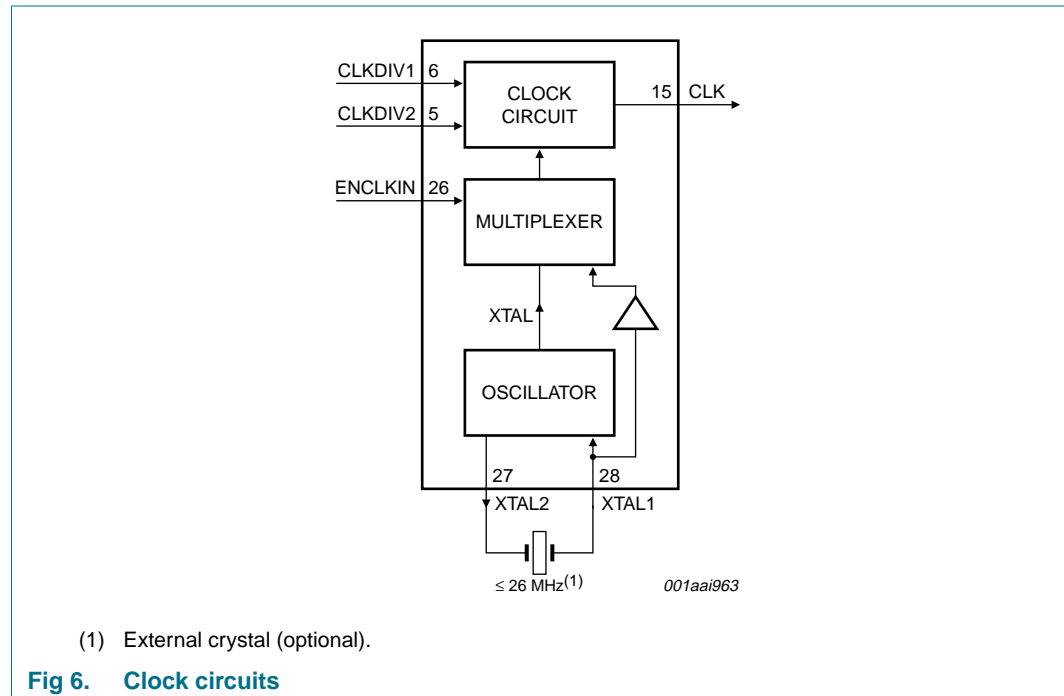 CLKDIV1 6
CLOCK
CIRCUIT
15 CLK
CLKDIV2 5
ENCLKIN 26
MULTIPLEXER
XTAL
OSCILLATOR
27 28
XTAL2 XTAL1
≤ 26 MHz(1)
001aai963
(1) External crystal (optional).
Fig 6. Clock circuits